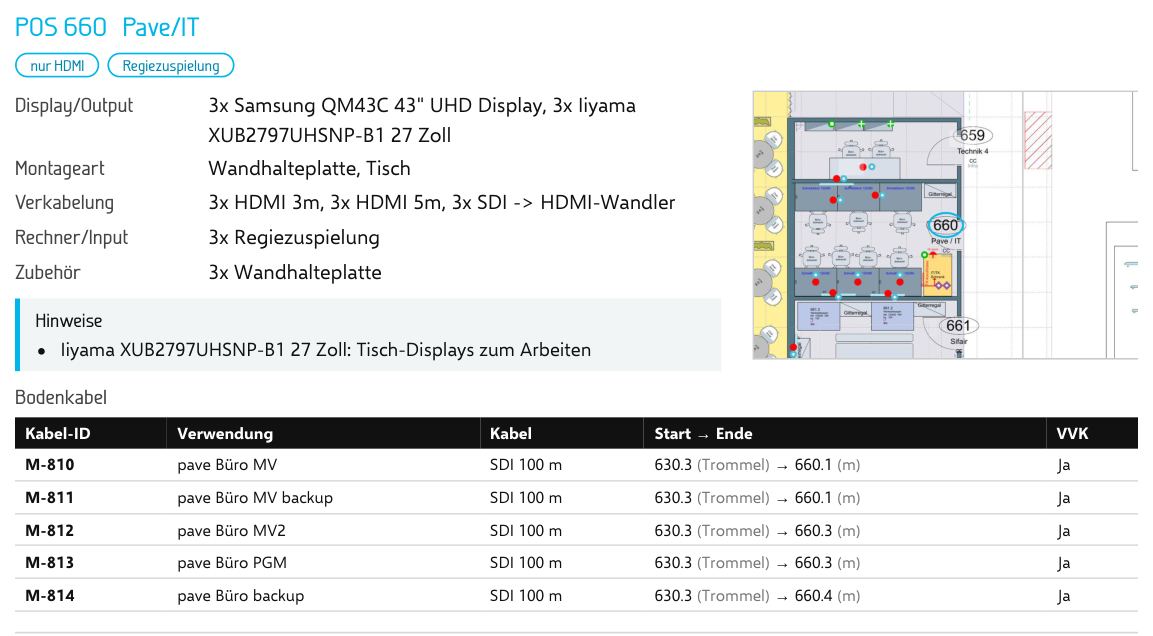 POS 660 Pave/IT
nur HDMI Regiezuspielung
Display/Output 3x Samsung QM43C 43" UHD Display, 3x Iiyama
XUB2797UHSNP-B1 27 Zoll
Montageart Wandhalteplatte, Tisch
Verkabelung 3x HDMI 3m, 3x HDMI 5m, 3x SDI -> HDMI-Wandler
Rechner/Input 3x Regiezuspielung
Zubehör 3x Wandhalteplatte
659
Technik 4
CC
Gitterregal
660
Pave / IT
CC
Gitterregal
Gitterregal
661
Sifair
CC
Hinweise
• Iiyama XUB2797UHSNP-B1 27 Zoll: Tisch-Displays zum Arbeiten
Bodenkabel
Kabel-ID Verwendung Kabel Start → Ende VVK
M-810 pave Büro MV SDI 100 m 630.3 (Trommel) → 660.1 (m) Ja
M-811 pave Büro MV backup SDI 100 m 630.3 (Trommel) → 660.1 (m) Ja
M-812 pave Büro MV2 SDI 100 m 630.3 (Trommel) → 660.3 (m) Ja
M-813 pave Büro PGM SDI 100 m 630.3 (Trommel) → 660.3 (m) Ja
M-814 pave Büro backup SDI 100 m 630.3 (Trommel) → 660.4 (m) Ja